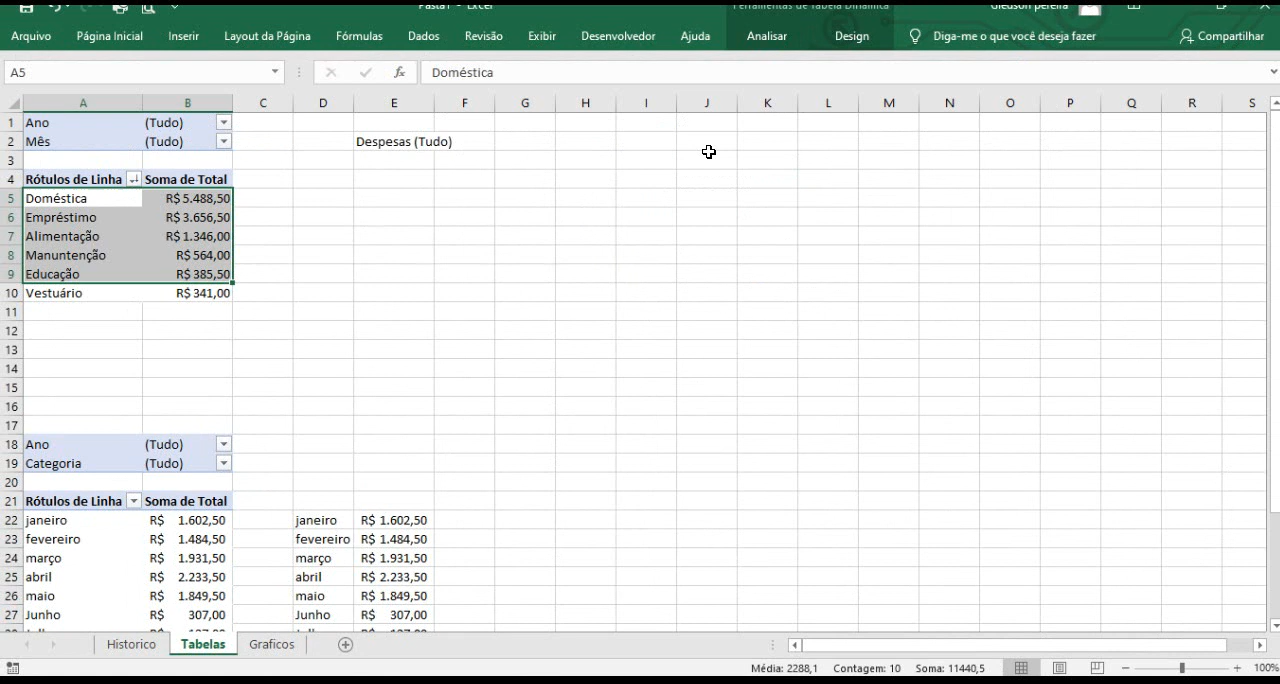 Pasta1 - Excel
Ferramentas de Tabela Dinâmica
Gledson pereira
Arquivo Página Inicial Inserir Layout da Página Fórmulas Dados Revisão Exibir Desenvolvedor Ajuda Analisar Design Diga-me o que você deseja fazer Compartilhar
A5 fx Doméstica
A B C D E F G H I J K L M N O P Q R S
1 Ano (Tudo)
2 Mês (Tudo) Despesas (Tudo)
3
4 Rótulos de Linha Soma de Total
5 Doméstica R$ 5.488,50
6 Empréstimo R$ 3.656,50
7 Alimentação R$ 1.346,00
8 Manuntenção R$ 564,00
9 Educação R$ 385,50
10 Vestuário R$ 341,00
11
12
13
14
15
16
17
18 Ano (Tudo)
19 Categoria (Tudo)
20
21 Rótulos de Linha Soma de Total
22 janeiro R$ 1.602,50 janeiro R$ 1.602,50
23 fevereiro R$ 1.484,50 fevereiro R$ 1.484,50
24 março R$ 1.931,50 março R$ 1.931,50
25 abril R$ 2.233,50 abril R$ 2.233,50
26 maio R$ 1.849,50 maio R$ 1.849,50
27 Junho R$ 307,00 Junho R$ 307,00
Historico Tabelas Graficos
Média: 2288,1 Contagem: 10 Soma: 11440,5 100%